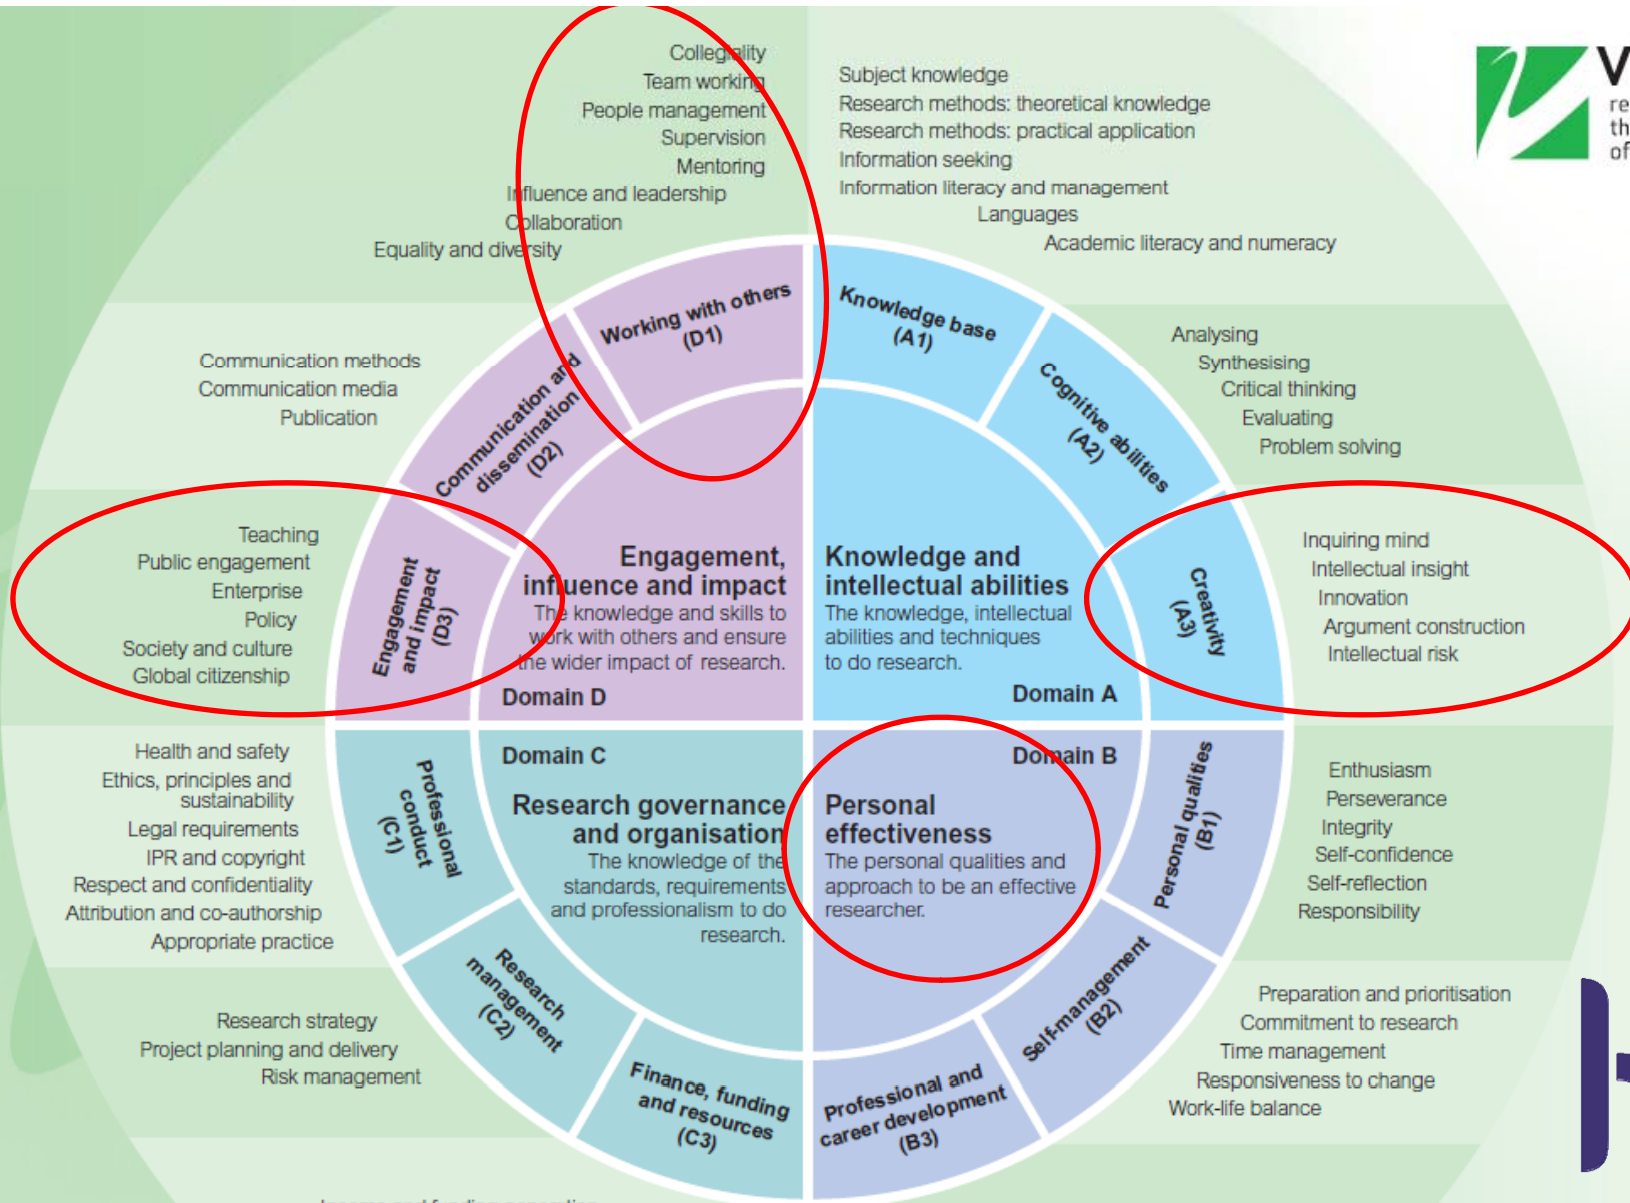 Collegiality
Team working
People management
Supervision
Mentoring
Influence and leadership
Collaboration
Equality and diversity
Subject knowledge
Research methods: theoretical knowledge
Research methods: practical application
Information seeking
Information literacy and management
Languages
Academic literacy and numeracy
V
re
th
of
Working with others
(D1)
Knowledge base
(A1)
Communication methods
Communication media
Publication
Communication and
dissemination
(D2)
Cognitive abilities
(A2)
Analysing
Synthesising
Critical thinking
Evaluating
Problem solving
Teaching
Public engagement
Enterprise
Policy
Society and culture
Global citizenship
Engagement
and impact
(D3)
Engagement,
influence and impact
The knowledge and skills to
work with others and ensure
the wider impact of research.
Domain D
Knowledge and
intellectual abilities
The knowledge, intellectual
abilities and techniques
to do research.
Domain A
Creativity
(A3)
Inquiring mind
Intellectual insight
Innovation
Argument construction
Intellectual risk
Health and safety
Ethics, principles and
sustainability
Legal requirements
IPR and copyright
Respect and confidentiality
Attribution and co-authorship
Appropriate practice
Professional
conduct
(C1)
Domain C
Research governance
and organisation
The knowledge of the
standards, requirements
and professionalism to do
research.
Domain B
Personal
effectiveness
The personal qualities and
approach to be an effective
researcher.
Personal qualities
(B1)
Enthusiasm
Perseverance
Integrity
Self-confidence
Self-reflection
Responsibility
Research strategy
Project planning and delivery
Risk management
Research
management
(C2)
Self-management
(B2)
Preparation and prioritisation
Commitment to research
Time management
Responsiveness to change
Work-life balance
Finance, funding
and resources
(C3)
Professional and
career development
(B3)